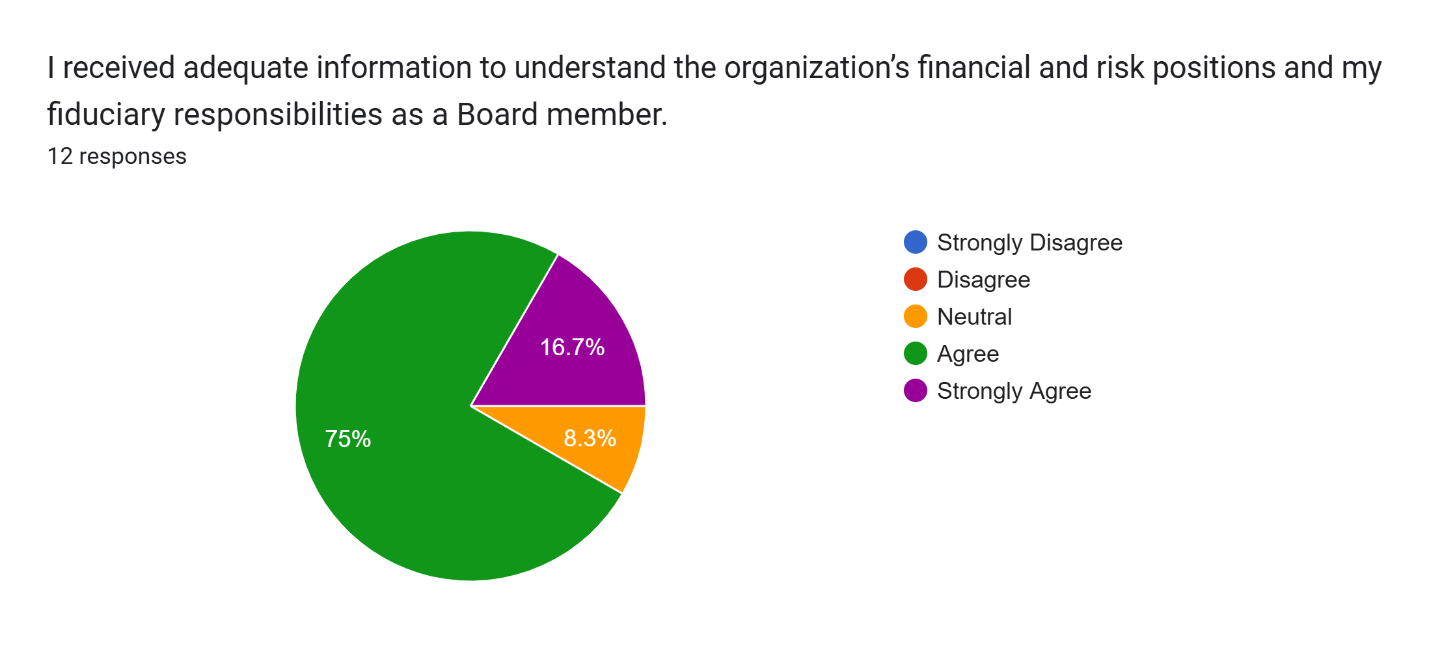 I received adequate information to understand the organization’s financial and risk positions and my
fiduciary responsibilities as a Board member.
12 responses
Strongly Disagree
Disagree
Neutral
Agree
Strongly Agree
16.7%
8.3%
75%